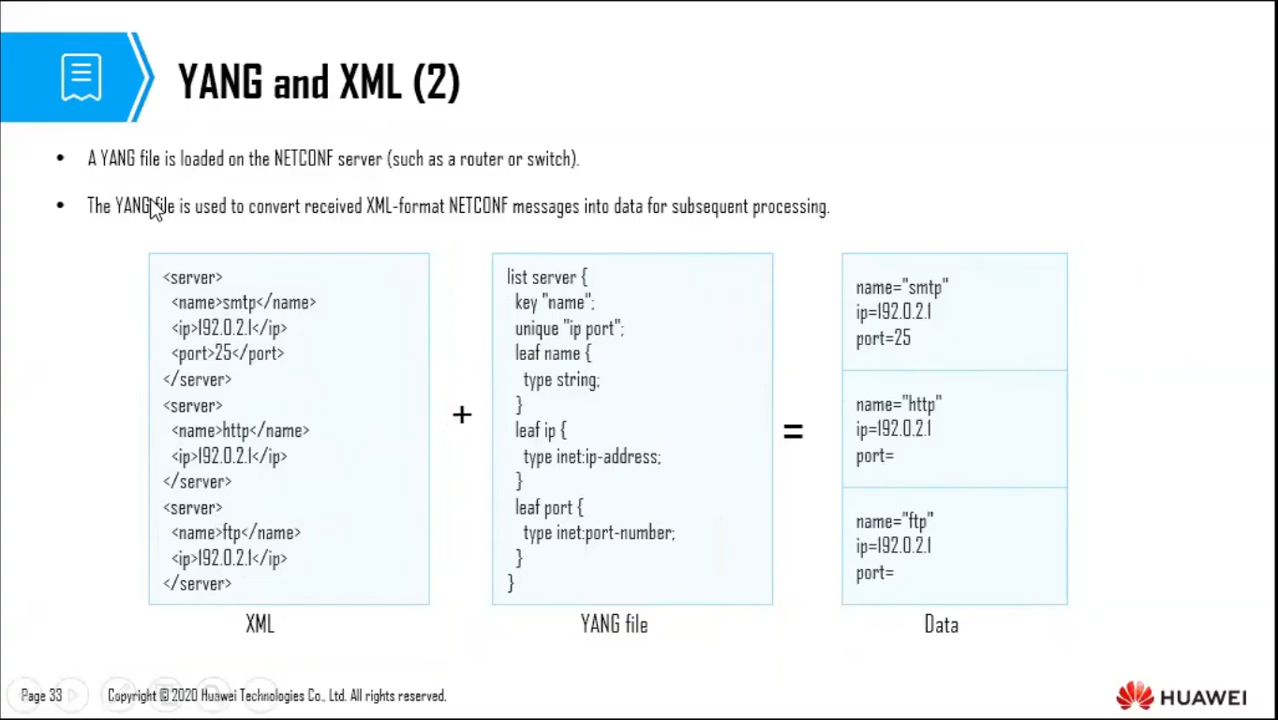 YANG and XML (2)
• A YANG file is loaded on the NETCONF server (such as a router or switch).
• The YANG file is used to convert received XML-format NETCONF messages into data for subsequent processing.
<server>
<name>smtp</name>
<ip>192.0.2.1</ip>
<port>25</port>
</server>
<server>
<name>http</name>
<ip>192.0.2.1</ip>
</server>
<server>
<name>ftp</name>
<ip>192.0.2.1</ip>
</server>
XML
+
list server {
key "name";
unique "ip port";
leaf name {
type string;
}
leaf ip {
type inet:ip-address;
}
leaf port {
type inet:port-number;
}
}
YANG file
=
name="smtp"
ip=192.0.2.1
port=25
name="http"
ip=192.0.2.1
port=
name="ftp"
ip=192.0.2.1
port=
Data
Page 33
Copyright © 2020 Huawei Technologies Co., Ltd. All rights reserved.
HUAWEI